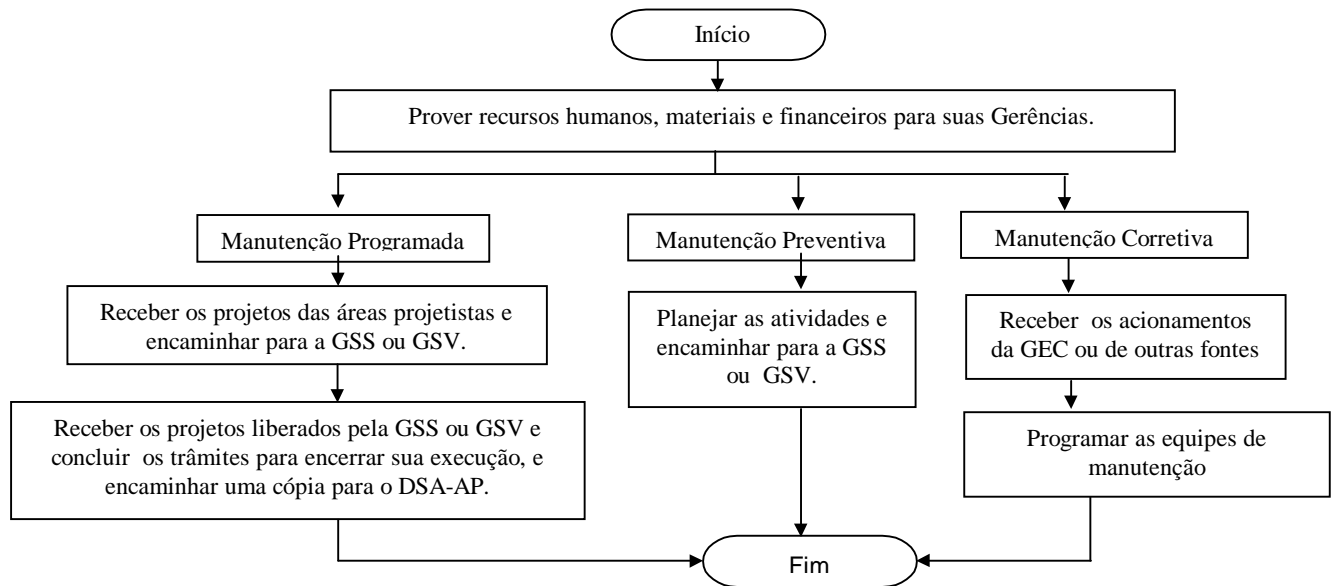 Início
Prover recursos humanos, materiais e financeiros para suas Gerências.
Manutenção Programada
Manutenção Preventiva
Manutenção Corretiva
Receber os projetos das áreas projetistas e
encaminhar para a GSS ou GSV.
Planejar as atividades e
encaminhar para a GSS
ou GSV.
Receber os acionamentos
da GEC ou de outras fontes
Receber os projetos liberados pela GSS ou GSV e
concluir os trâmites para encerrar sua execução, e
encaminhar uma cópia para o DSA-AP.
Programar as equipes de
manutenção
Fim